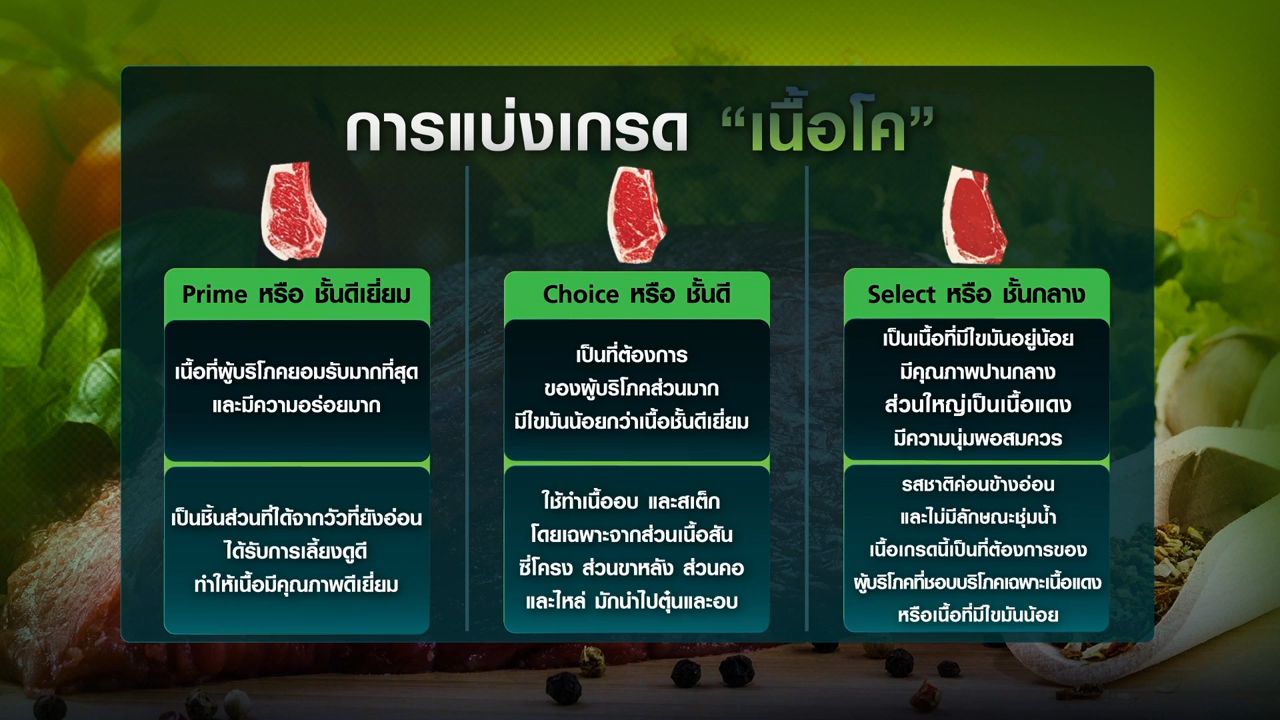 การแบ่งเกรด “เนื้อโค”
Prime หรือ ชั้นดีเยี่ยม
เนื้อที่ผู้บริโภคยอมรับมากที่สุด
และมีความอร่อยมาก
เป็นชิ้นส่วนที่ได้จากวัวที่ยังอ่อน
ได้รับการเลี้ยงดูดี
ทำให้เนื้อมีคุณภาพดีเยี่ยม
Choice หรือ ชั้นดี
เป็นที่ต้องการ
ของผู้บริโภคส่วนมาก
มีไขมันน้อยกว่าเนื้อชั้นดีเยี่ยม
ใช้ทำเนื้ออบ และสเต็ก
โดยเฉพาะจากส่วนเนื้อสัน
ซี่โครง ส่วนขาหลัง ส่วนคอ
และไหล่ มักนำไปตุ๋นและอบ
Select หรือ ชั้นกลาง
เป็นเนื้อที่มีไขมันอยู่น้อย
มีคุณภาพปานกลาง
ส่วนใหญ่เป็นเนื้อแดง
มีความนุ่มพอสมควร
รสชาติค่อนข้างอ่อน
และไม่มีลักษณะชุ่มน้ำ
เนื้อเกรดนี้เป็นที่ต้องการของ
ผู้บริโภคที่ชอบบริโภคเฉพาะเนื้อแดง
หรือเนื้อที่มีไขมันน้อย